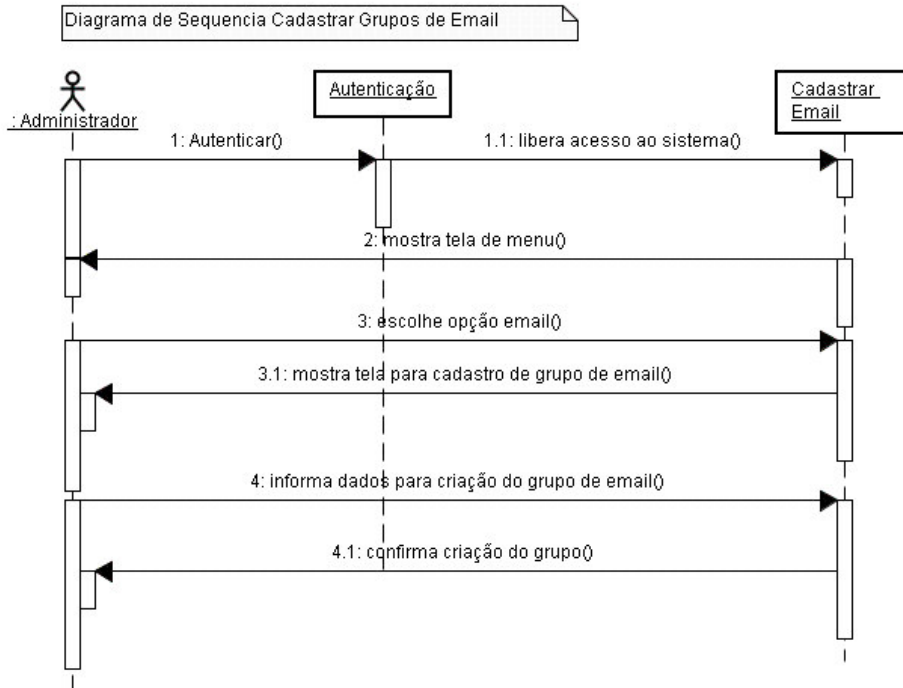 Diagrama de Sequencia Cadastrar Grupos de Email
: Administrador
Autenticação
Cadastrar
Email
1: Autenticar()
1.1: libera acesso ao sistema()
2: mostra tela de menu()
3: escolhe opção email()
3.1: mostra tela para cadastro de grupo de email()
4: informa dados para criação do grupo de email()
4.1: confirma criação do grupo()